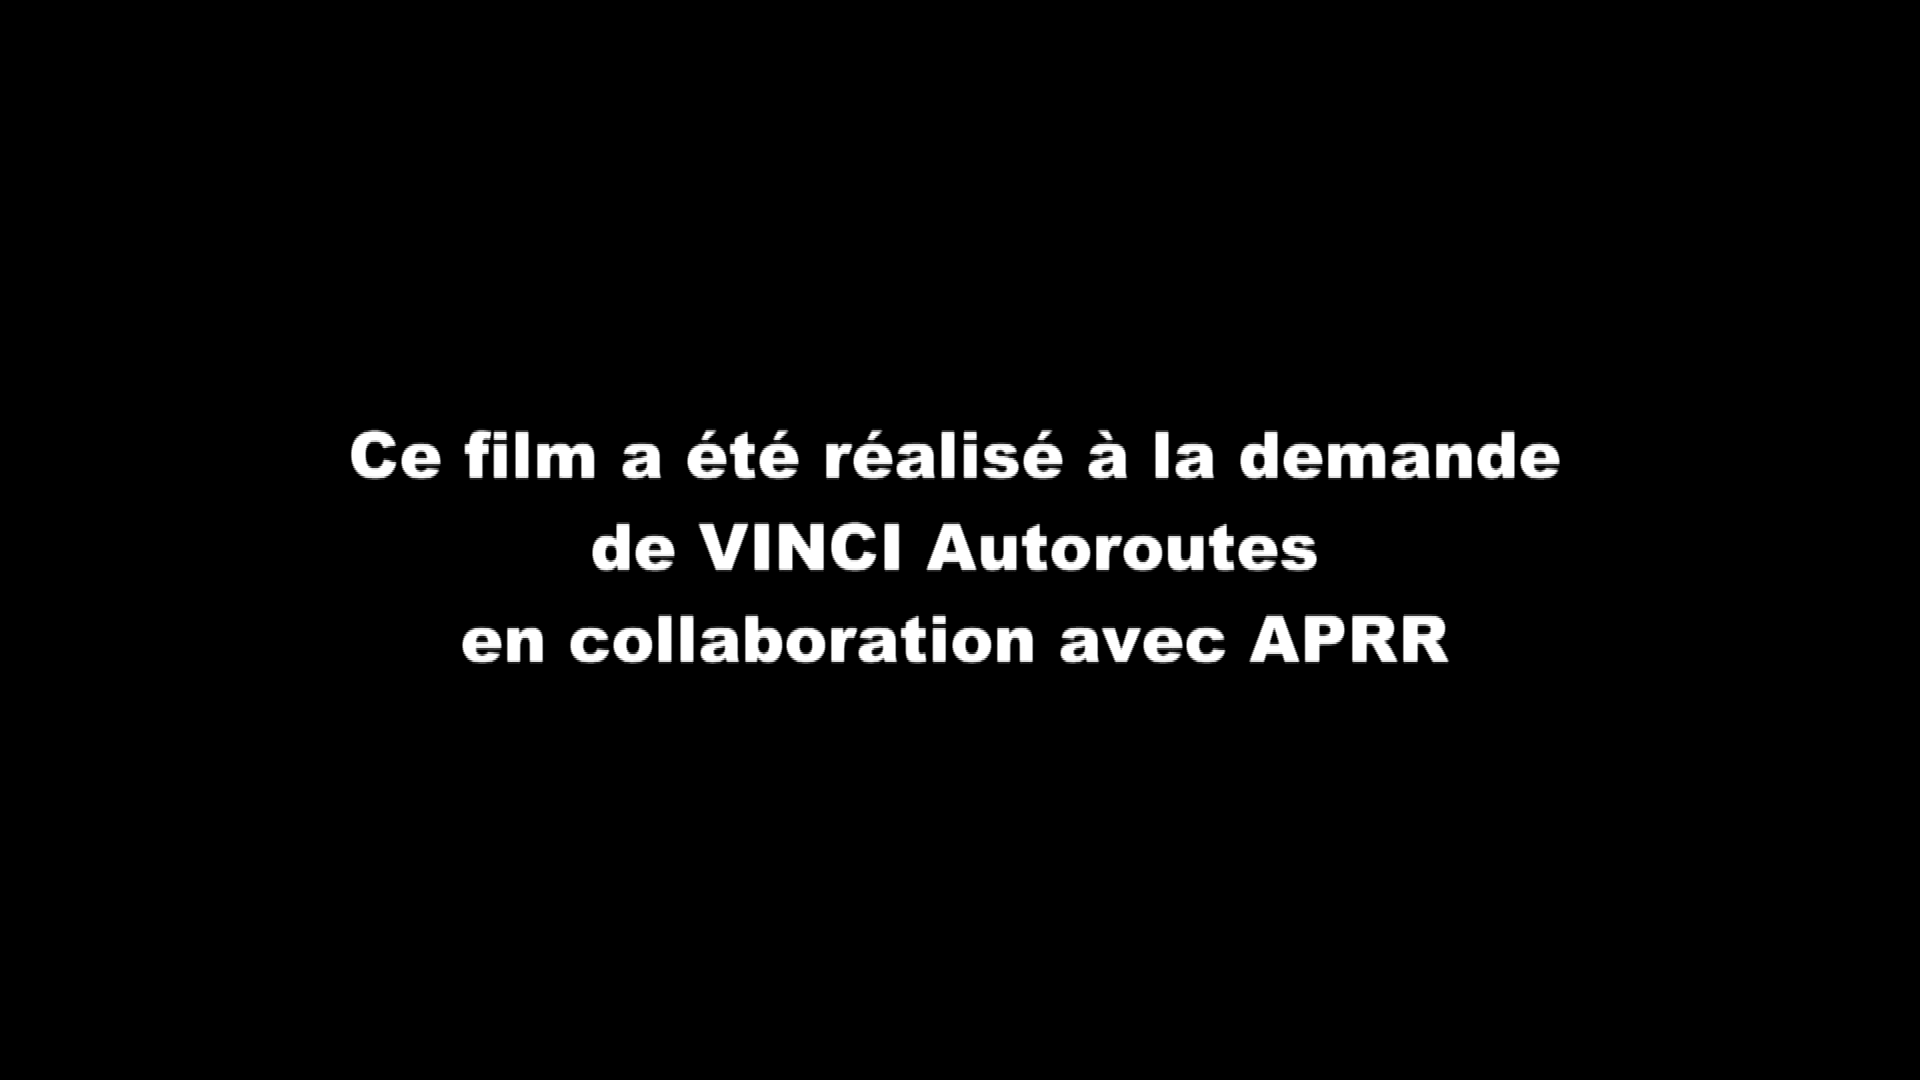 Ce film a été réalisé à la demande
de VINCI Autoroutes
en collaboration avec APRR